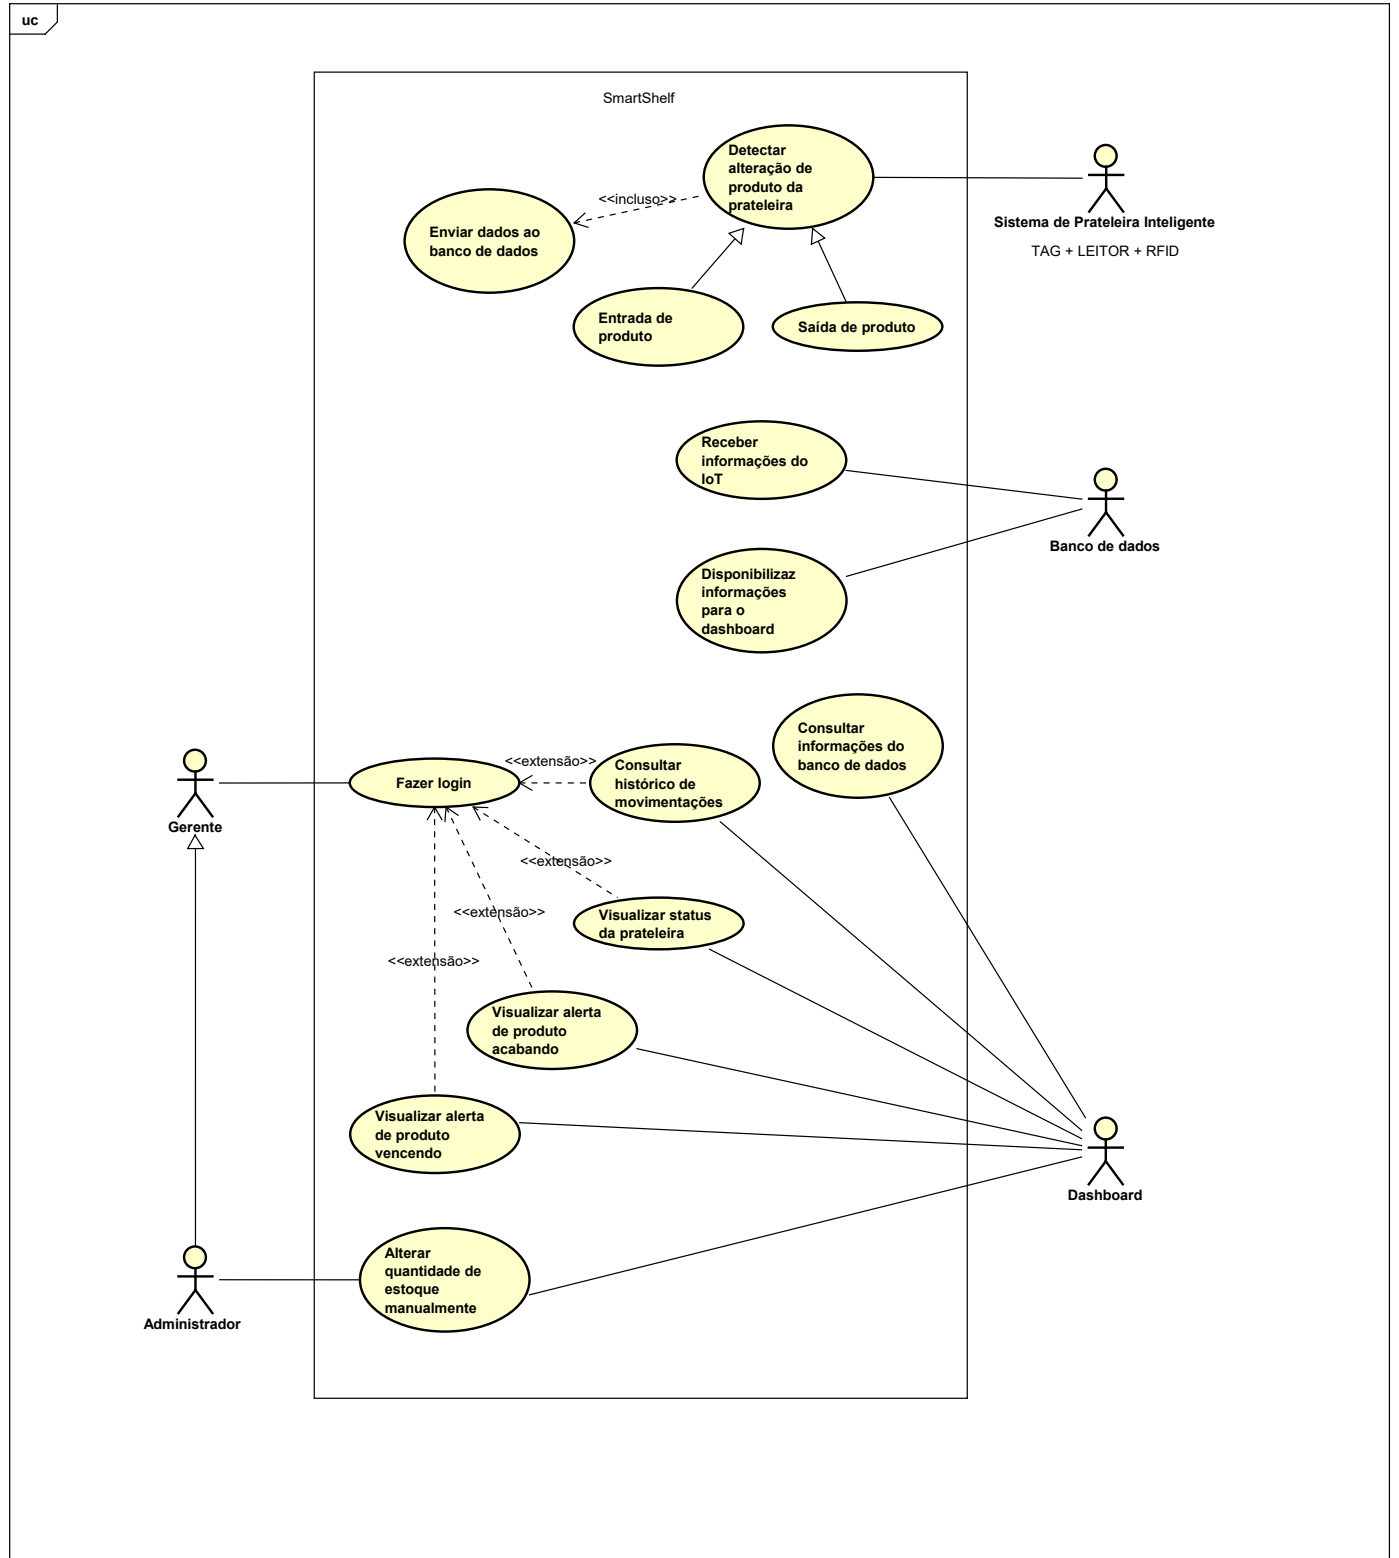 uc
SmartShelf
Detectar
alteração de
produto da
prateleira
<<incluso>>
Enviar dados ao
banco de dados
Sistema de Prateleira Inteligente
TAG + LEITOR + RFID
Entrada de
produto
Saída de produto
Receber
informações do
IoT
Banco de dados
Disponibilizaz
informações
para o
dashboard
Consultar
informações do
banco de dados
Fazer login
<<extensão>>
Consultar
histórico de
movimentações
Gerente
<<extensão>>
<<extensão>>
Visualizar status
da prateleira
<<extensão>>
Visualizar alerta
de produto
acabando
Visualizar alerta
de produto
vencendo
Dashboard
Alterar
quantidade de
estoque
manualmente
Administrador